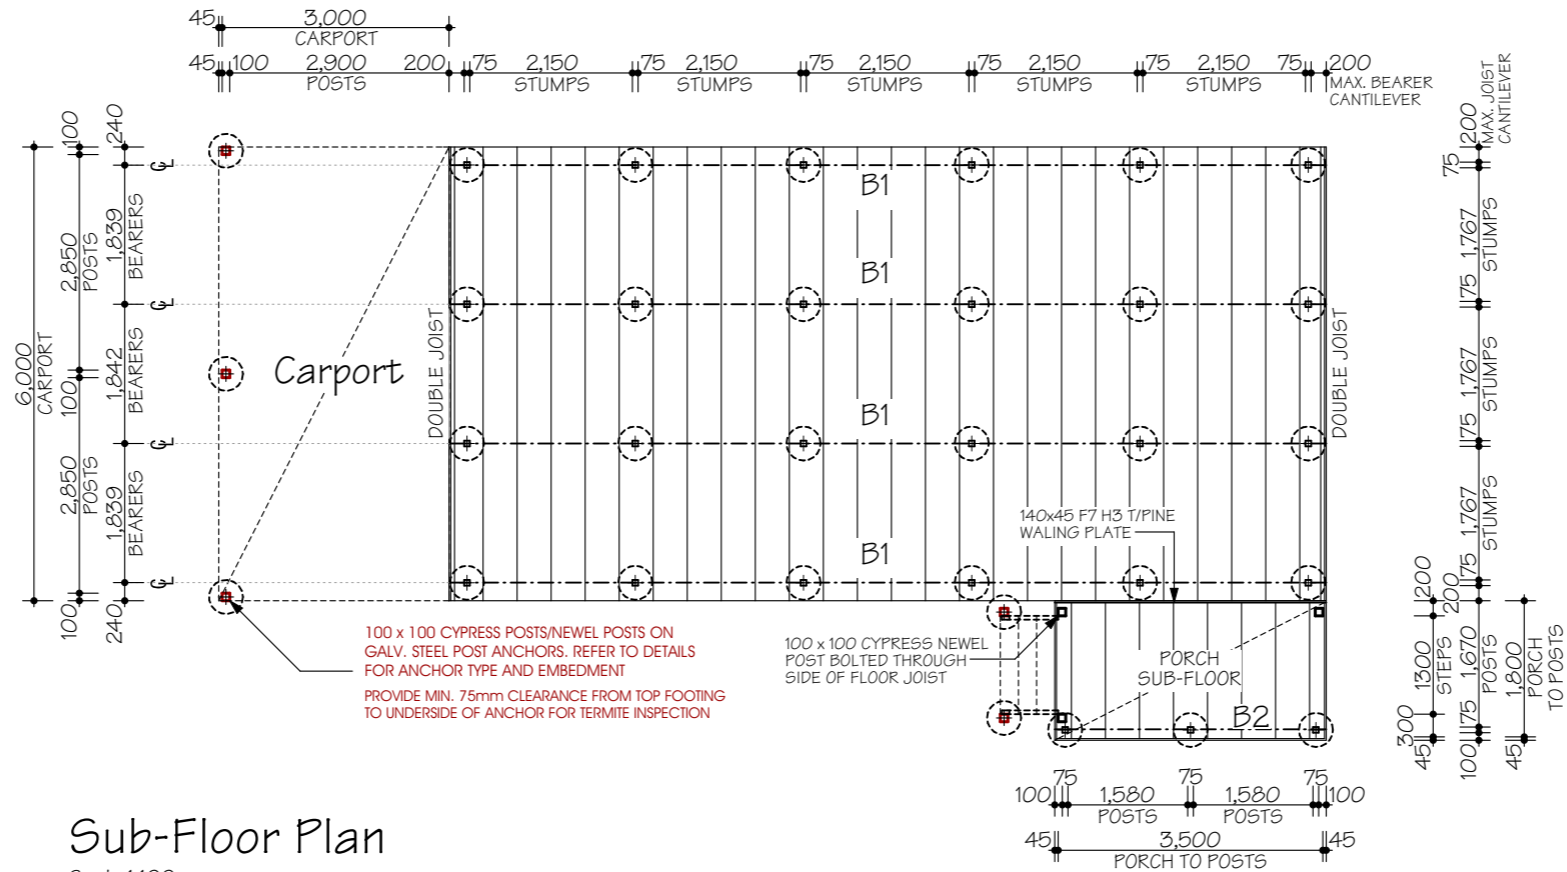 45 3,000
CARPORT
45 100 2,900 200 75 2,150 75 2,150 75 2,150 75 2,150 75 2,150 75 200
POSTS STUMPS STUMPS STUMPS STUMPS STUMPS MAX. BEARER
CANTILEVER
6,000
CARPORT
100
2,850
POSTS
100
2,850
POSTS
100
240
1,839
BEARERS
1,842
BEARERS
1,839
BEARERS
240
C L
C L
C L
C L
Carport
DOUBLE JOIST
B1
B1
B1
B1
DOUBLE JOIST
200
MAX. JOIST
CANTILEVER
75
1,767
STUMPS
75
1,767
STUMPS
75
1,767
STUMPS
75
200
140x45 F7 H3 T/PINE
WALING PLATE
100 x 100 CYPRESS POSTS/NEWEL POSTS ON
GALV. STEEL POST ANCHORS. REFER TO DETAILS
FOR ANCHOR TYPE AND EMBEDMENT
PROVIDE MIN. 75mm CLEARANCE FROM TOP FOOTING
TO UNDERSIDE OF ANCHOR FOR TERMITE INSPECTION
100 x 100 CYPRESS NEWEL
POST BOLTED THROUGH
SIDE OF FLOOR JOIST
PORCH
SUB-FLOOR
B2
200
1300
STEPS
300
45
1,670
POSTS
75
100
1,800
PORCH
TO POSTS
45
75 75 75
100 1,580 1,580 100
POSTS POSTS
45 3,500 45
PORCH TO POSTS
Sub-Floor Plan